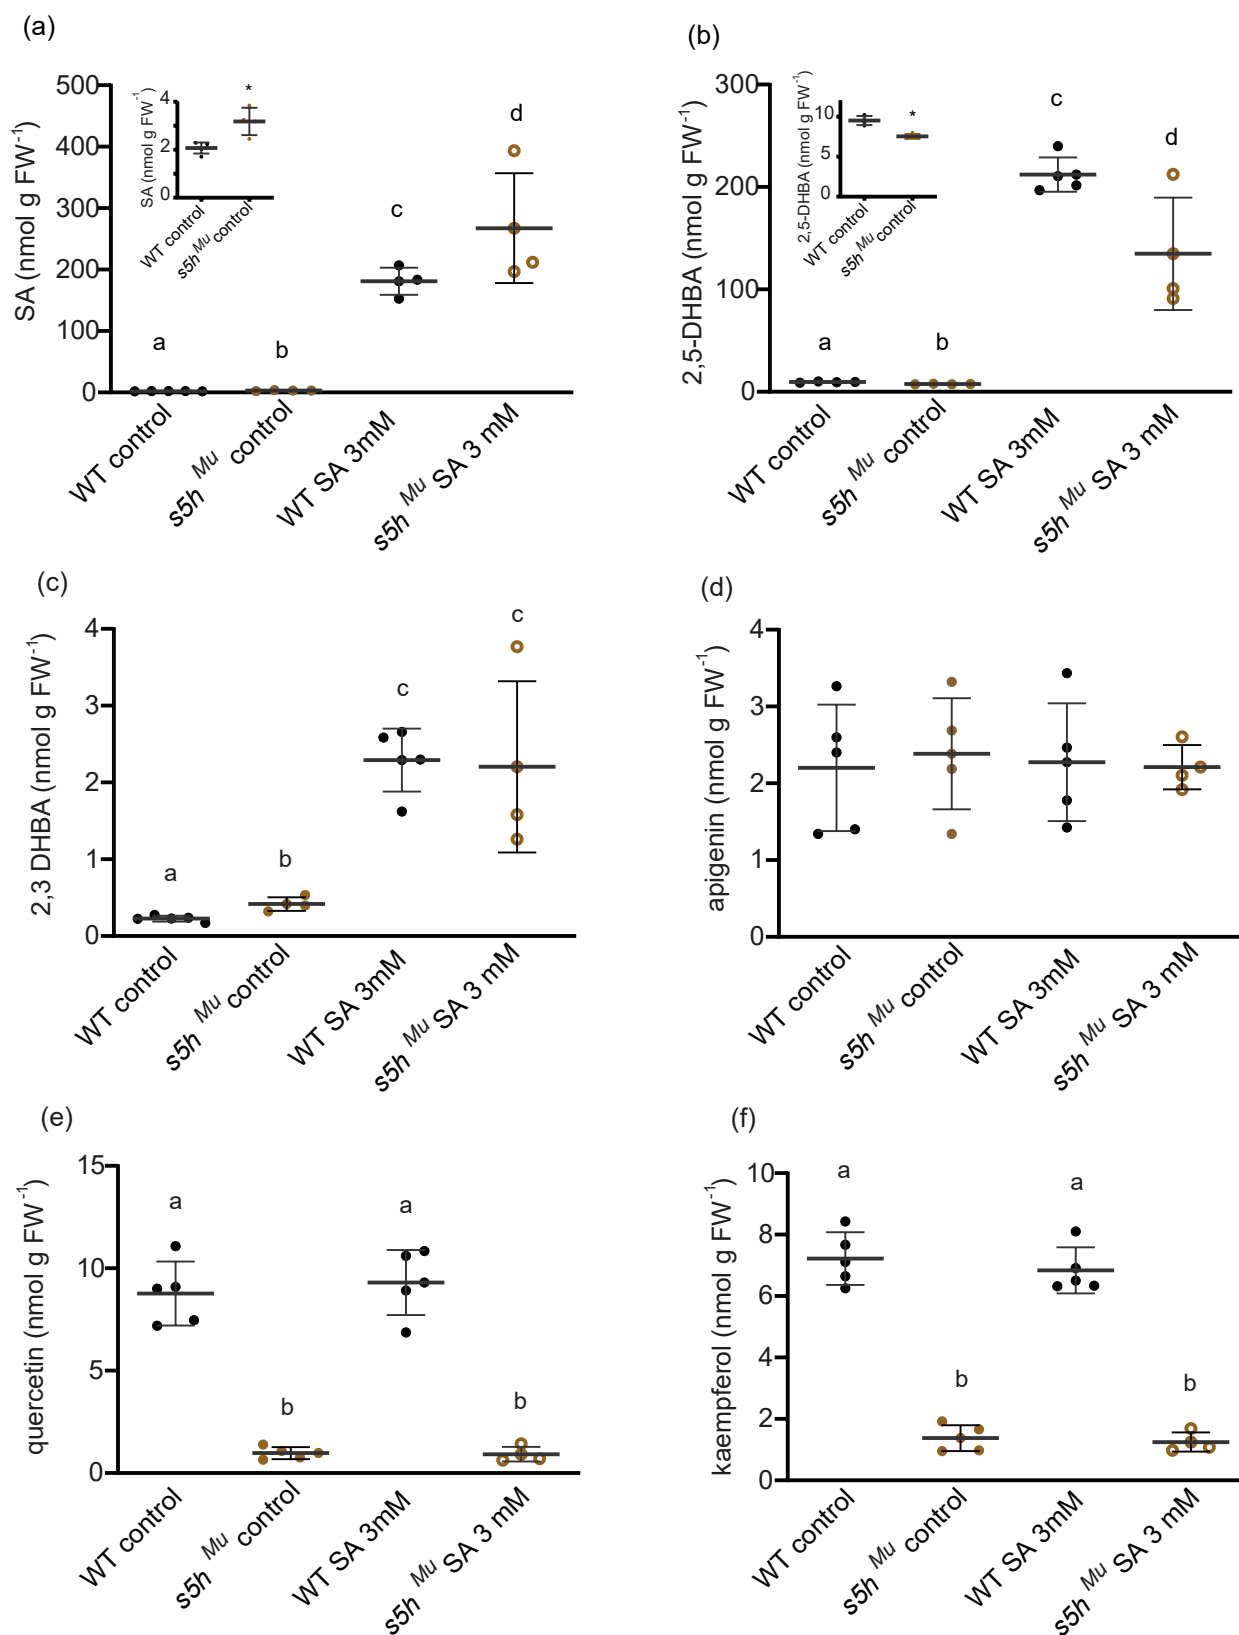 (a)
SA (nmol g FW⁻¹)
500
400
300
200
100
0
SA (nmol g FW⁻¹)
4
2
0
*
WT control
s5h^Mu control
a
b
c
d
WT control
s5h^Mu control
WT SA 3mM
s5h^Mu SA 3 mM
(b)
2,5-DHBA (nmol g FW⁻¹)
300
200
100
0
2,5-DHBA (nmol g FW⁻¹)
10
5
0
*
WT control
s5h^Mu control
a
b
c
d
WT control
s5h^Mu control
WT SA 3mM
s5h^Mu SA 3 mM
(c)
2,3 DHBA (nmol g FW⁻¹)
4
3
2
1
0
a
b
c
c
WT control
s5h^Mu control
WT SA 3mM
s5h^Mu SA 3 mM
(d)
apigenin (nmol g FW⁻¹)
4
3
2
1
0
WT control
s5h^Mu control
WT SA 3mM
s5h^Mu SA 3 mM
(e)
quercetin (nmol g FW⁻¹)
15
10
5
0
a
b
a
b
WT control
s5h^Mu control
WT SA 3mM
s5h^Mu SA 3 mM
(f)
kaempferol (nmol g FW⁻¹)
10
8
6
4
2
0
a
b
a
b
WT control
s5h^Mu control
WT SA 3mM
s5h^Mu SA 3 mM